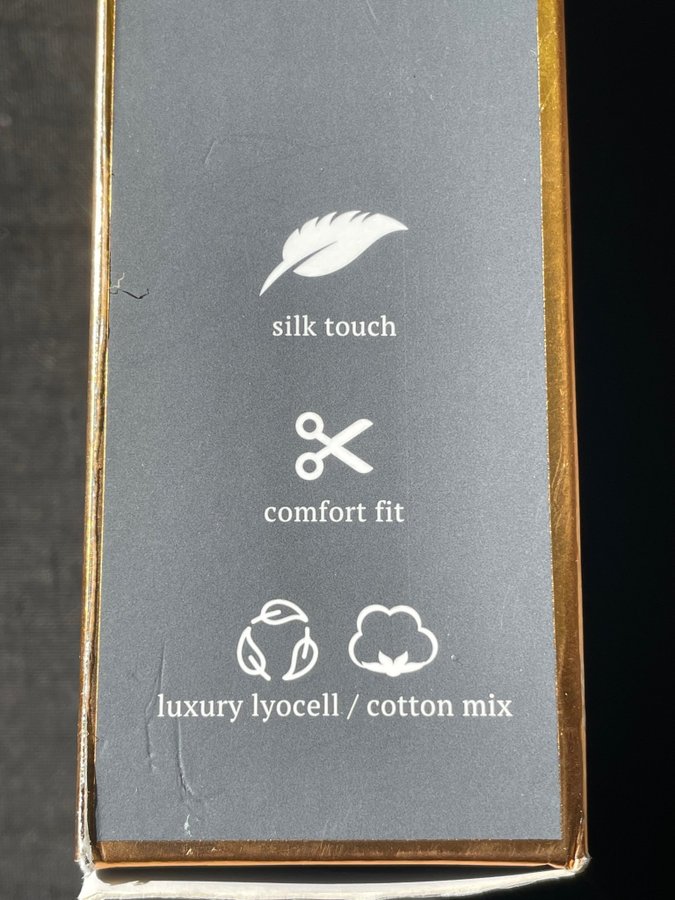 silk touch
comfort fit
luxury lyocell / cotton mix